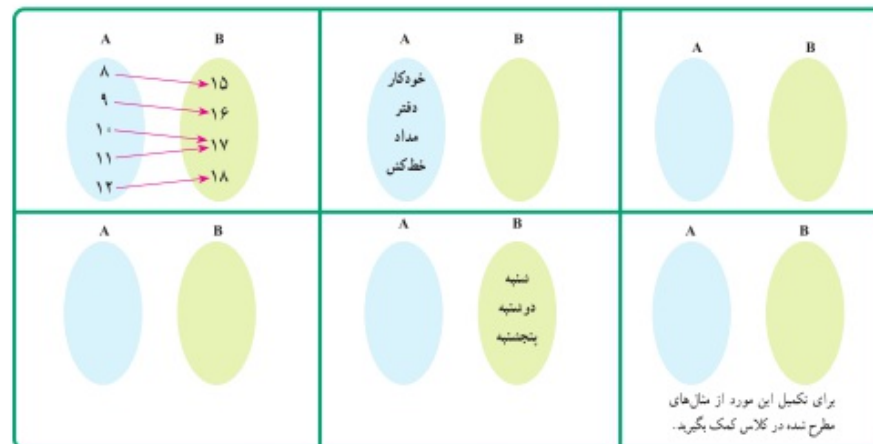 A B
۸ ۱۵
۹ ۱۶
۱۰ ۱۷
۱۱ ۱۸
۱۲
A B
خودکار
دفتر
مداد
خط‌کش
A B
A B
A B
شنبه
دوشنبه
پنجشنبه
A B
برای تکمیل این مورد از مثال‌های
مطرح شده در کلاس کمک بگیرید.